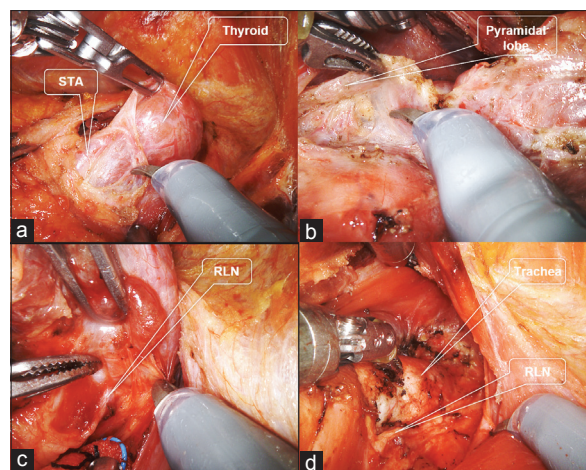 Thyroid
STA
a
Pyramidal
lobe
b
RLN
c
Trachea
RLN
d